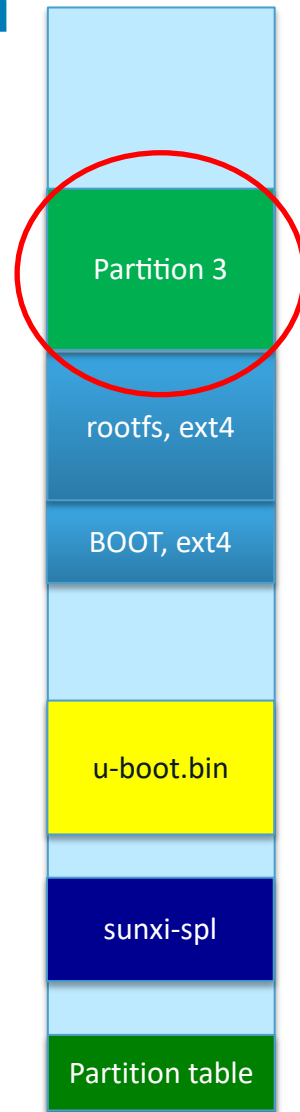 Partition 3
rootfs, ext4
BOOT, ext4
u-boot.bin
sunxi-spl
Partition table